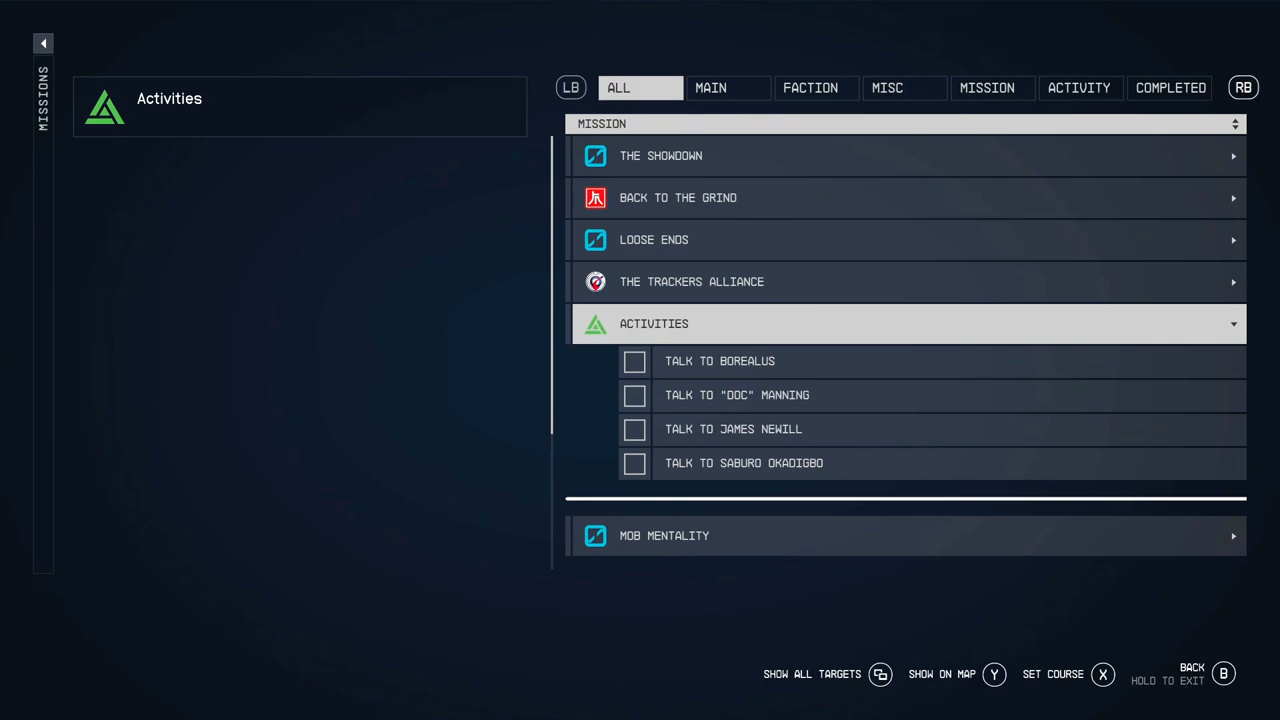 MISSIONS
Activities
LB ALL MAIN FACTION MISC MISSION ACTIVITY COMPLETED RB
MISSION
THE SHOWDOWN
BACK TO THE GRIND
LOOSE ENDS
THE TRACKERS ALLIANCE
ACTIVITIES
TALK TO BOREALUS
TALK TO "DOC" MANNING
TALK TO JAMES NEWILL
TALK TO SABURO OKADIGBO
MOB MENTALITY
SHOW ALL TARGETS SHOW ON MAP Y SET COURSE X BACK B
HOLD TO EXIT